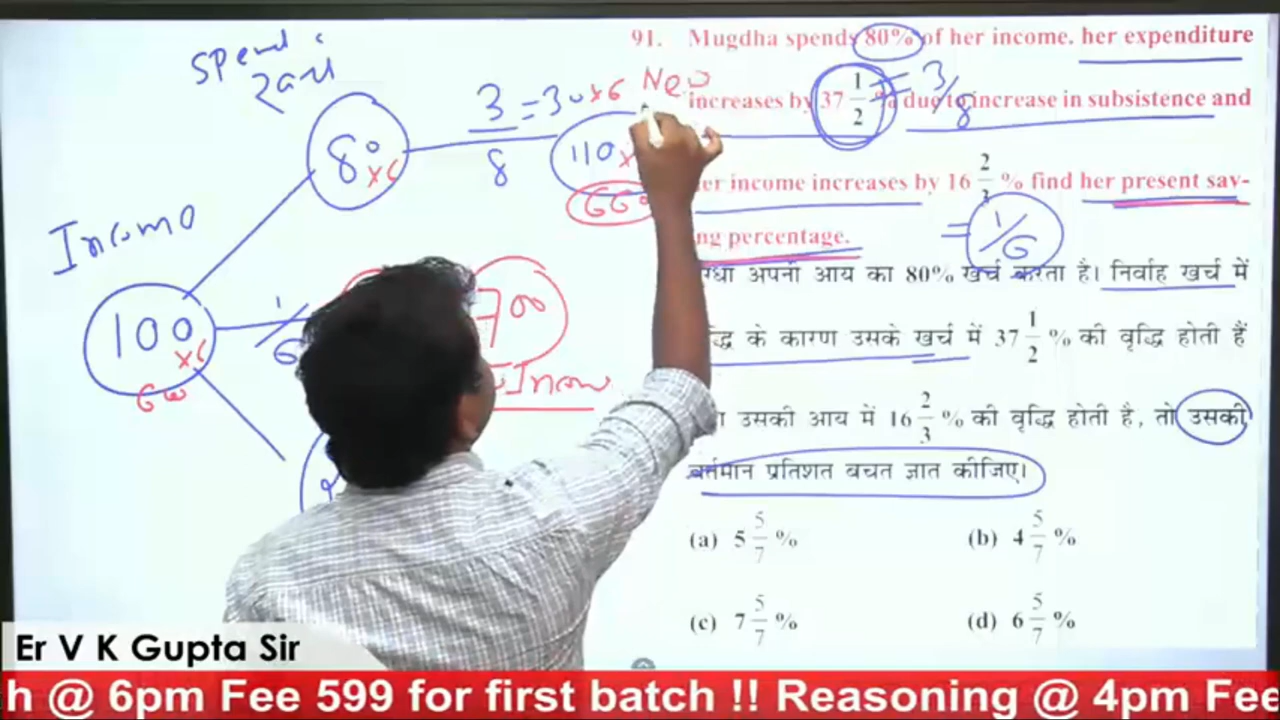 91. Mugdha spends 80% of her income. her expenditure
increases by 37 1/2 % due to increase in subsistence and
er income increases by 16 2/3 % find her present sav-
ng percentage.
अपनी आय का 80% खर्च करता है। निर्वाह खर्च में
के कारण उसके खर्च में 37 1/2 % की वृद्धि होती हैं
उसकी आय में 16 2/3 % की वृद्धि होती है, तो उसकी
वर्तमान प्रतिशत बचत ज्ञात कीजिए।
(a) 5 5/7 % (b) 4 5/7 %
(c) 7 5/7 % (d) 6 5/7 %
= 3/8
= 1/6
Spend
80 ×6
3/8 = 30×6
110 ×
660
New
Income
100 ×6
600
1/6
700
Er V K Gupta Sir
h @ 6pm Fee 599 for first batch !! Reasoning @ 4pm Fee